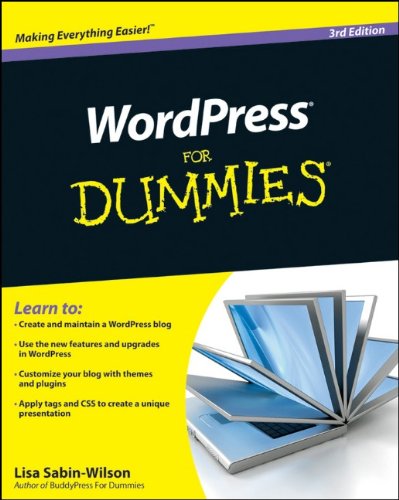 Making Everything Easier!™
3rd Edition
WordPress®
FOR
DUMMIES®
Learn to:
• Create and maintain a WordPress blog
• Use the new features and upgrades
in WordPress
• Customize your blog with themes
and plugins
• Apply tags and CSS to create a unique
presentation
Lisa Sabin-Wilson
Author of BuddyPress For Dummies